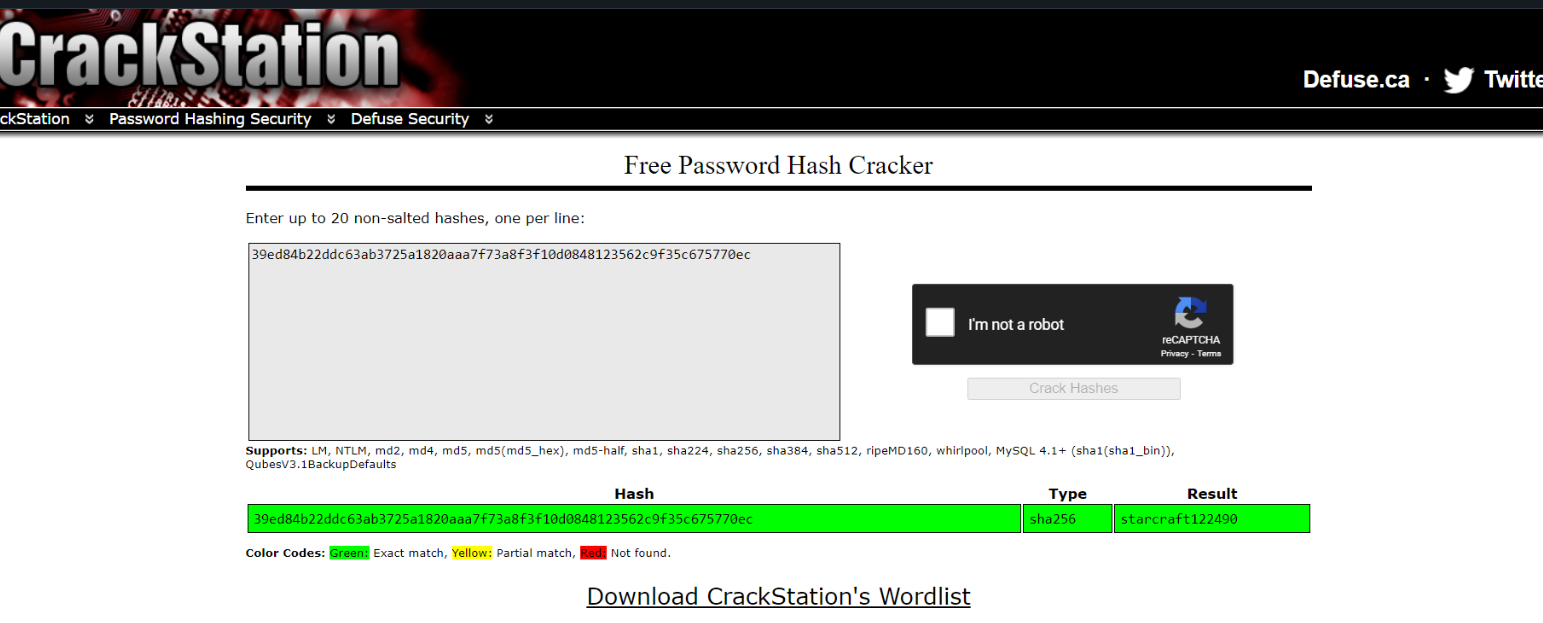 CrackStation
Defuse.ca · Twitte
ckStation Password Hashing Security Defuse Security
Free Password Hash Cracker
Enter up to 20 non-salted hashes, one per line:
39ed84b22ddc63ab3725a1820aaa7f73a8f3f10d0848123562c9f35c675770ec
I'm not a robot
reCAPTCHA
Privacy - Terms
Crack Hashes
Supports: LM, NTLM, md2, md4, md5, md5(md5_hex), md5-half, sha1, sha224, sha256, sha384, sha512, ripeMD160, whirlpool, MySQL 4.1+ (sha1(sha1_bin)),
QubesV3.1BackupDefaults
Hash Type Result
39ed84b22ddc63ab3725a1820aaa7f73a8f3f10d0848123562c9f35c675770ec sha256 starcraft122490
Color Codes: Green: Exact match, Yellow: Partial match, Red: Not found.
Download CrackStation's Wordlist